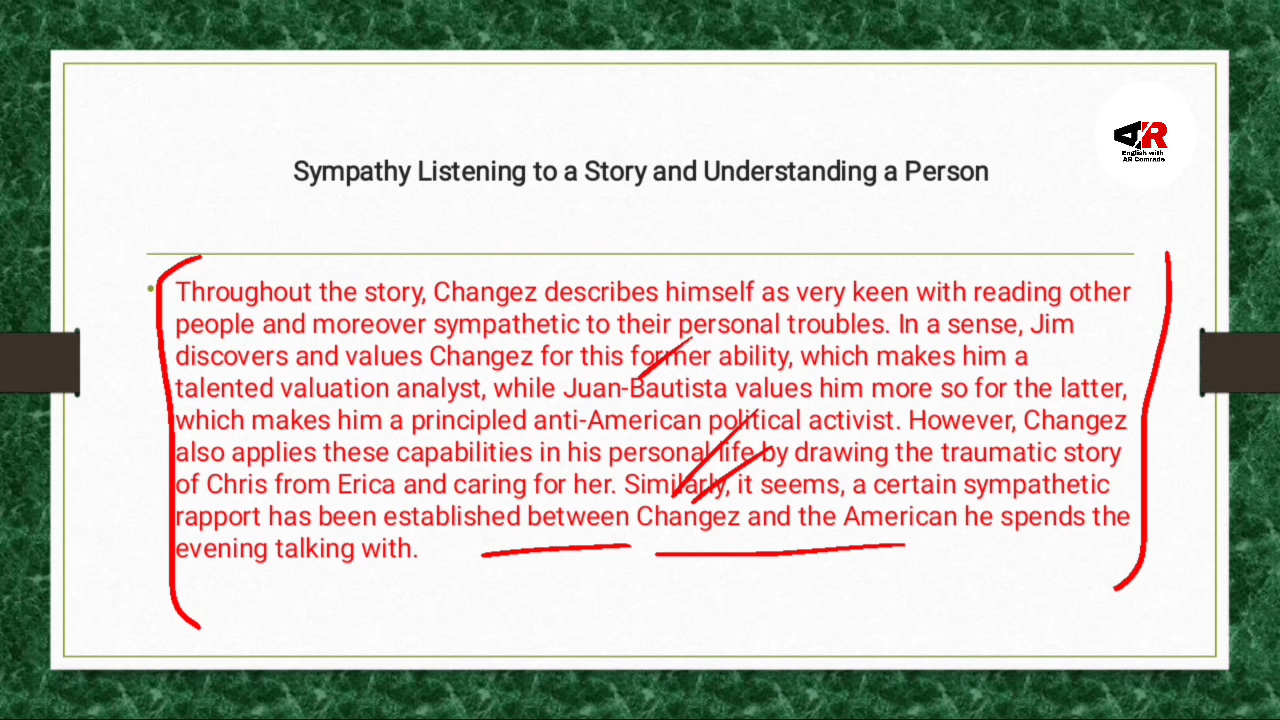 AR
English with
AR Comrade
Sympathy Listening to a Story and Understanding a Person
Throughout the story, Changez describes himself as very keen with reading other
people and moreover sympathetic to their personal troubles. In a sense, Jim
discovers and values Changez for this former ability, which makes him a
talented valuation analyst, while Juan-Bautista values him more so for the latter,
which makes him a principled anti-American political activist. However, Changez
also applies these capabilities in his personal life by drawing the traumatic story
of Chris from Erica and caring for her. Similarly, it seems, a certain sympathetic
rapport has been established between Changez and the American he spends the
evening talking with.